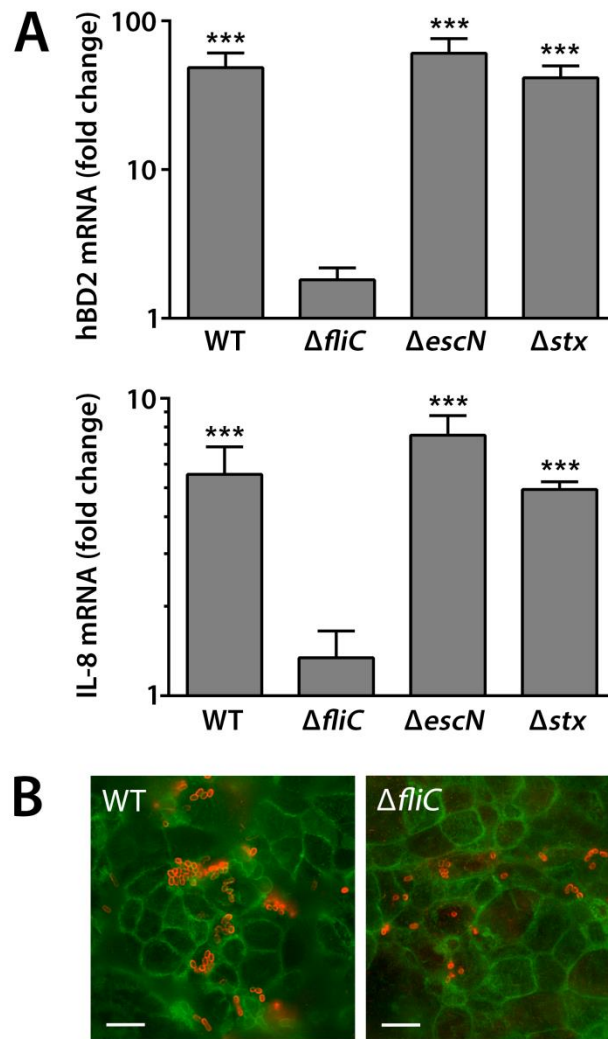 A
hBD2 mRNA (fold change)
100
10
1
***
***
***
WT
ΔfliC
ΔescN
Δstx
IL-8 mRNA (fold change)
10
1
***
***
***
WT
ΔfliC
ΔescN
Δstx
B
WT
ΔfliC